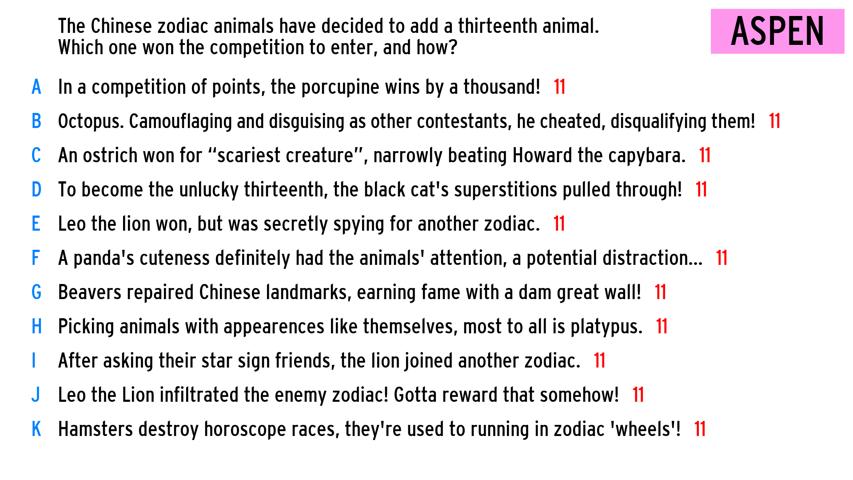 The Chinese zodiac animals have decided to add a thirteenth animal.
Which one won the competition to enter, and how?
ASPEN
A In a competition of points, the porcupine wins by a thousand! 11
B Octopus. Camouflaging and disguising as other contestants, he cheated, disqualifying them! 11
C An ostrich won for “scariest creature”, narrowly beating Howard the capybara. 11
D To become the unlucky thirteenth, the black cat's superstitions pulled through! 11
E Leo the lion won, but was secretly spying for another zodiac. 11
F A panda's cuteness definitely had the animals' attention, a potential distraction... 11
G Beavers repaired Chinese landmarks, earning fame with a dam great wall! 11
H Picking animals with appearences like themselves, most to all is platypus. 11
I After asking their star sign friends, the lion joined another zodiac. 11
J Leo the Lion infiltrated the enemy zodiac! Gotta reward that somehow! 11
K Hamsters destroy horoscope races, they're used to running in zodiac 'wheels'! 11